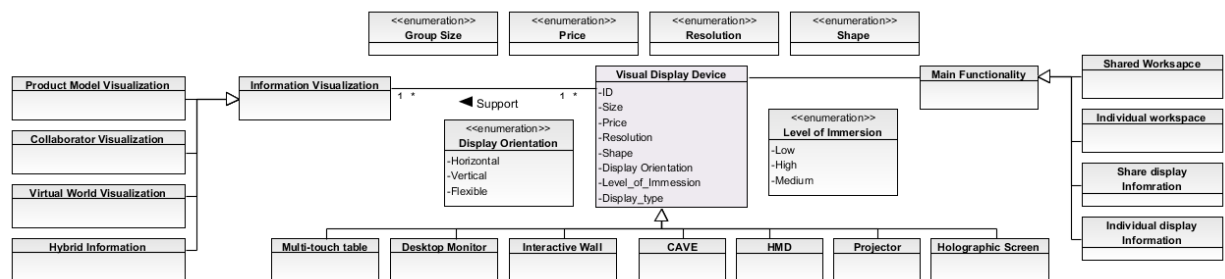 <<enumeration>>
Group Size
<<enumeration>>
Price
<<enumeration>>
Resolution
<<enumeration>>
Shape
Product Model Visualization
Collaborator Visualization
Virtual World Visualization
Hybrid Information
Information Visualization
1 *
Support
1 *
<<enumeration>>
Display Orientation
-Horizontal
-Vertical
-Flexible
Visual Display Device
-ID
-Size
-Price
-Resolution
-Shape
-Display Orientation
-Level_of_Immession
-Display_type
<<enumeration>>
Level of Immersion
-Low
-High
-Medium
Main Functionality
Shared Worksapce
Individual workspace
Share display
Infomration
Individual display
Information
Multi-touch table
Desktop Monitor
Interactive Wall
CAVE
HMD
Projector
Holographic Screen